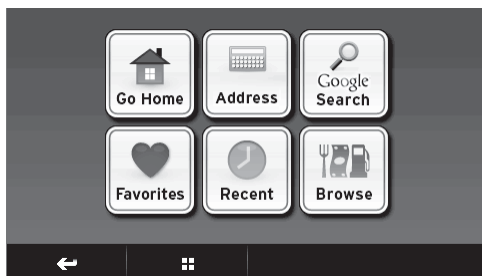 Go Home
Address
Google
Search
Favorites
Recent
Browse